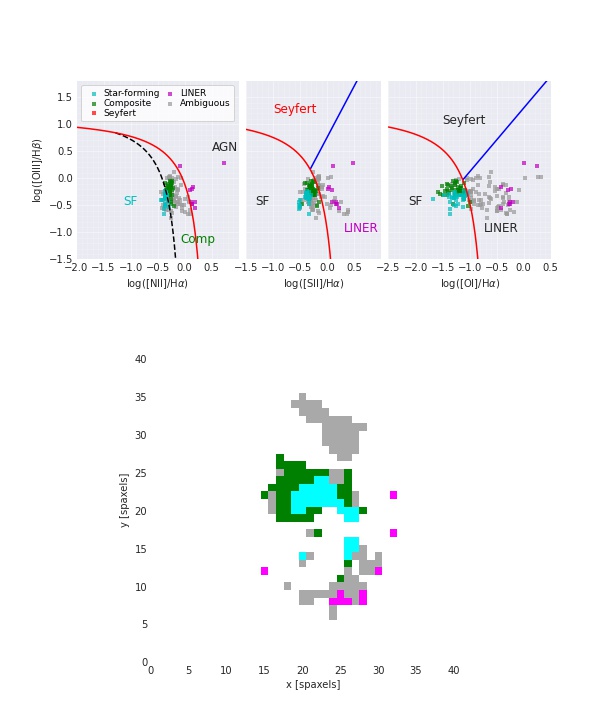 1.5
1.0
0.5
0.0
−0.5
−1.0
−1.5
log([OIII]/Hβ)
Star-forming
Composite
Seyfert
LINER
Ambiguous
AGN
SF
Comp
−2.0 −1.5 −1.0 −0.5 0.0 0.5
log([NII]/Hα)
Seyfert
SF
LINER
−1.5 −1.0 −0.5 0.0 0.5
log([SII]/Hα)
Seyfert
SF
LINER
−2.5 −2.0 −1.5 −1.0 −0.5 0.0 0.5
log([OI]/Hα)
40
35
30
25
20
15
10
5
0
y [spaxels]
0 5 10 15 20 25 30 35 40
x [spaxels]